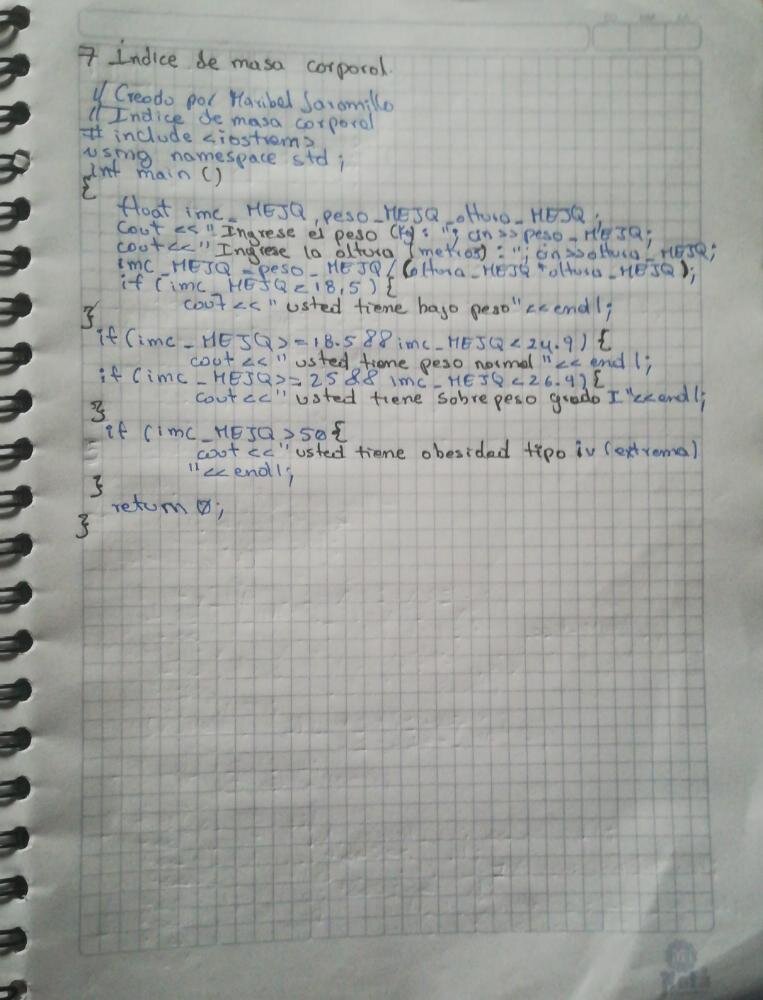 7 Índice de masa corporal.
// Creado por Maribel Jaramillo
// Indice de masa corporal
# include <iostrem>
using namespace std;
int main ()
{
float imc_MEJQ, peso_MEJQ, altura_MEJQ;
cout << "Ingrese el peso (Kg): "; cin >> peso_MEJQ;
cout << "Ingrese la altura (metros): "; cin >> altura_MEJQ;
imc_MEJQ = peso_MEJQ / (altura_MEJQ * altura_MEJQ);
if (imc_MEJQ < 18,5) {
cout << " usted tiene bajo peso" << endl;
}
if (imc_MEJQ >= 18.5 && imc_MEJQ < 24.9) {
cout << " usted tiene peso normal " << endl;
if (imc_MEJQ >= 25 && imc_MEJQ < 26.9) {
cout << " usted tiene sobrepeso grado I " << endl;
}
if (imc_MEJQ > 50 {
cout << " usted tiene obesidad tipo iv (extrema)
" << endl;
}
return 0;
}